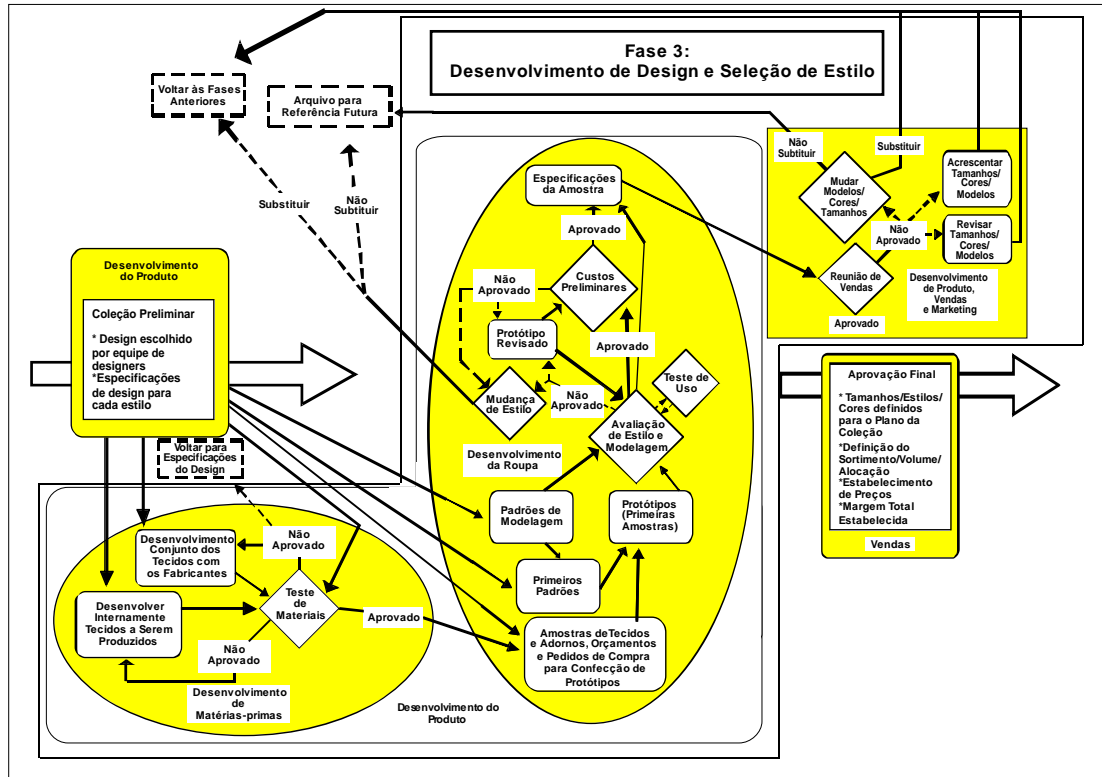 Fase 3:
Desenvolvimento de Design e Seleção de Estilo
Voltar às Fases
Anteriores
Arquivo para
Referência Futura
Substituir
Não
Subtituir
Não
Subtituir
Substituir
Mudar
Modelos/
Cores/
Tamanhos
Acrescentar
Tamanhos/
Cores/
Modelos
Não
Aprovado
Revisar
Tamanhos/
Cores/
Modelos
Reunião de
Vendas
Aprovado
Desenvolvimento
de Produto,
Vendas
e Marketing
Especificações
da Amostra
Aprovado
Custos
Preliminares
Não
Aprovado
Protótipo
Revisado
Aprovado
Mudança
de Estilo
Não
Aprovado
Teste de
Uso
Avaliação
de Estilo e
Modelagem
Desenvolvimento
da Roupa
Padrões de
Modelagem
Protótipos
(Primeiras
Amostras)
Primeiros
Padrões
Amostras deTecidos
e Adornos, Orçamentos
e Pedidos de Compra
para Confecção de
Protótipos
Desenvolvimento
do Produto
Coleção Preliminar
* Design escolhido
por equipe de
designers
*Especificações
de design para
cada estilo
Voltar para
Especificações
do Design
Desenvolvimento
Conjunto dos
Tecidos com
os Fabricantes
Não
Aprovado
Desenvolver
Internamente
Tecidos a Serem
Produzidos
Teste
de
Materiais
Aprovado
Não
Aprovado
Desenvolvimento
de
Matérias-primas
Desenvolvimento do
Produto
Aprovação Final
* Tamanhos/Estilos/
Cores definidos
para o Plano da
Coleção
*Definição do
Sortimento/Volume/
Alocação
*Estabelecimento
de Preços
*Margem Total
Estabelecida
Vendas